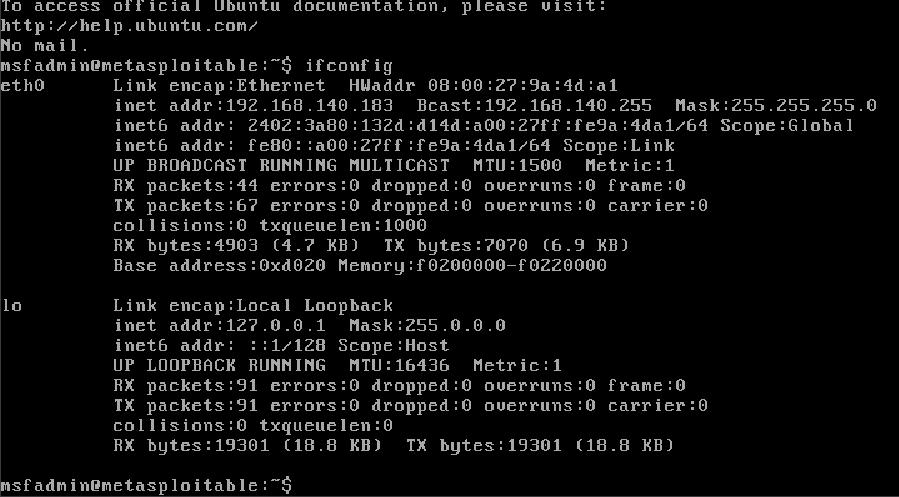 To access official Ubuntu documentation, please visit:
http://help.ubuntu.com/
No mail.
msfadmin@metasploitable:~$ ifconfig
eth0      Link encap:Ethernet  HWaddr 08:00:27:9a:4d:a1
          inet addr:192.168.140.183  Bcast:192.168.140.255  Mask:255.255.255.0
          inet6 addr: 2402:3a80:132d:d14d:a00:27ff:fe9a:4da1/64 Scope:Global
          inet6 addr: fe80::a00:27ff:fe9a:4da1/64 Scope:Link
          UP BROADCAST RUNNING MULTICAST  MTU:1500  Metric:1
          RX packets:44 errors:0 dropped:0 overruns:0 frame:0
          TX packets:67 errors:0 dropped:0 overruns:0 carrier:0
          collisions:0 txqueuelen:1000
          RX bytes:4903 (4.7 KB)  TX bytes:7070 (6.9 KB)
          Base address:0xd020 Memory:f0200000-f0220000

lo        Link encap:Local Loopback
          inet addr:127.0.0.1  Mask:255.0.0.0
          inet6 addr: ::1/128 Scope:Host
          UP LOOPBACK RUNNING  MTU:16436  Metric:1
          RX packets:91 errors:0 dropped:0 overruns:0 frame:0
          TX packets:91 errors:0 dropped:0 overruns:0 carrier:0
          collisions:0 txqueuelen:0
          RX bytes:19301 (18.8 KB)  TX bytes:19301 (18.8 KB)

msfadmin@metasploitable:~$